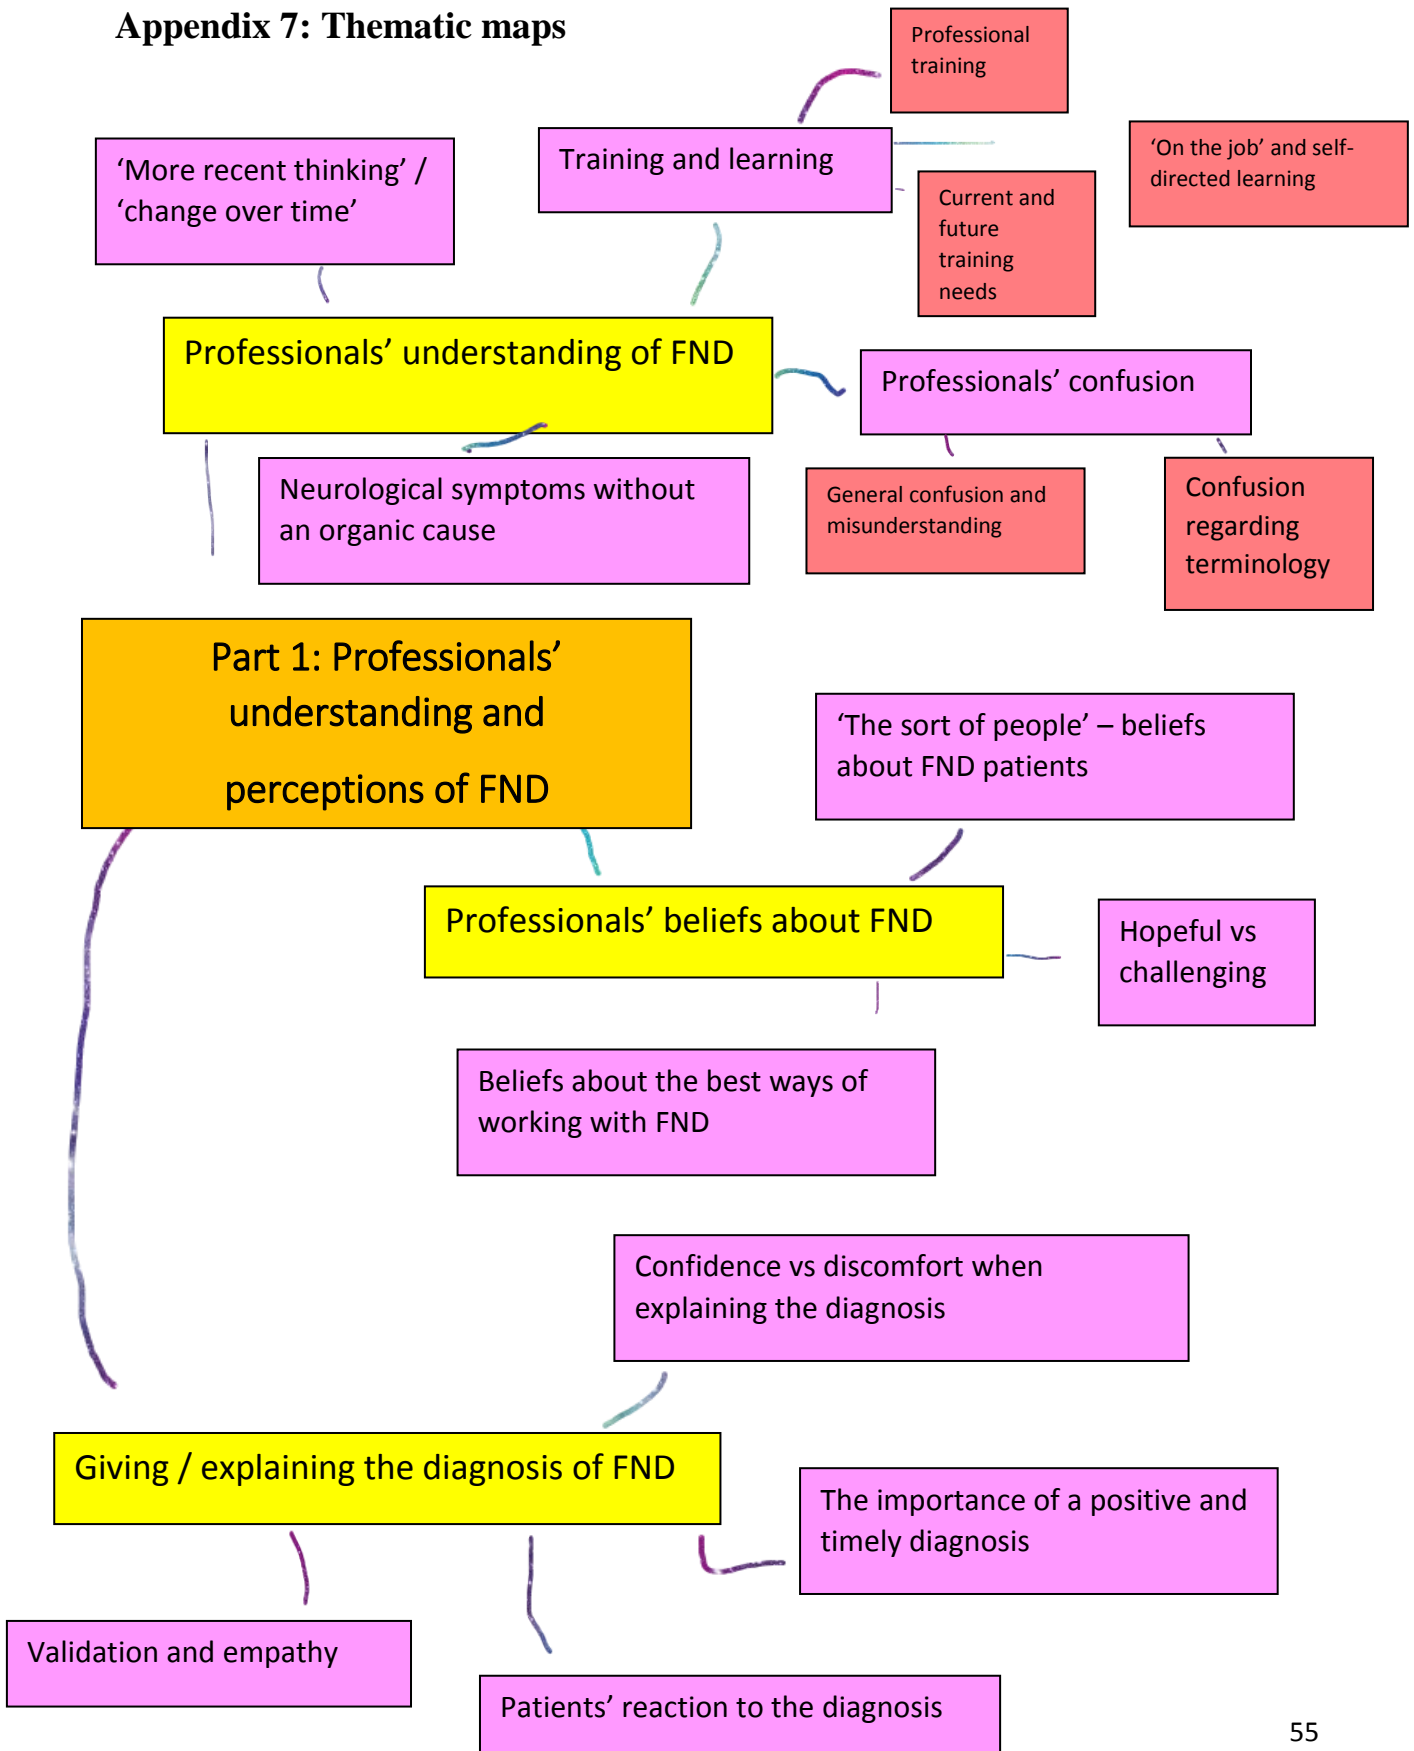 Appendix 7: Thematic maps
Professional
training
‘More recent thinking’ /
‘change over time’
Training and learning
‘On the job’ and self-
directed learning
Current and
future
training
needs
Professionals’ understanding of FND
Professionals’ confusion
Neurological symptoms without
an organic cause
General confusion and
misunderstanding
Confusion
regarding
terminology
Part 1: Professionals’
understanding and
perceptions of FND
‘The sort of people’ – beliefs
about FND patients
Professionals’ beliefs about FND
Hopeful vs
challenging
Beliefs about the best ways of
working with FND
Confidence vs discomfort when
explaining the diagnosis
Giving / explaining the diagnosis of FND
The importance of a positive and
timely diagnosis
Validation and empathy
Patients’ reaction to the diagnosis
55